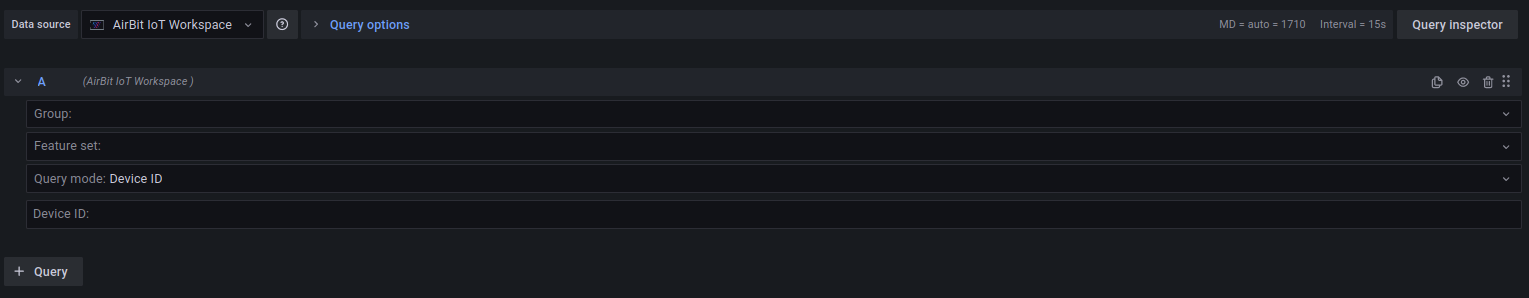 Data source AirBit IoT Workspace Query options MD = auto = 1710 Interval = 15s Query inspector
A (AirBit IoT Workspace )
Group:
Feature set:
Query mode: Device ID
Device ID:
+ Query